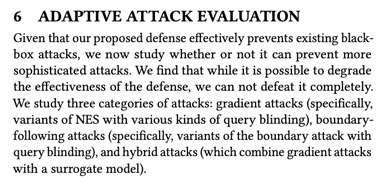 6 ADAPTIVE ATTACK EVALUATION
Given that our proposed defense effectively prevents existing black-
box attacks, we now study whether or not it can prevent more
sophisticated attacks. We find that while it is possible to degrade
the effectiveness of the defense, we can not defeat it completely.
We study three categories of attacks: gradient attacks (specifically,
variants of NES with various kinds of query blinding), boundary-
following attacks (specifically, variants of the boundary attack with
query blinding), and hybrid attacks (which combine gradient attacks
with a surrogate model).